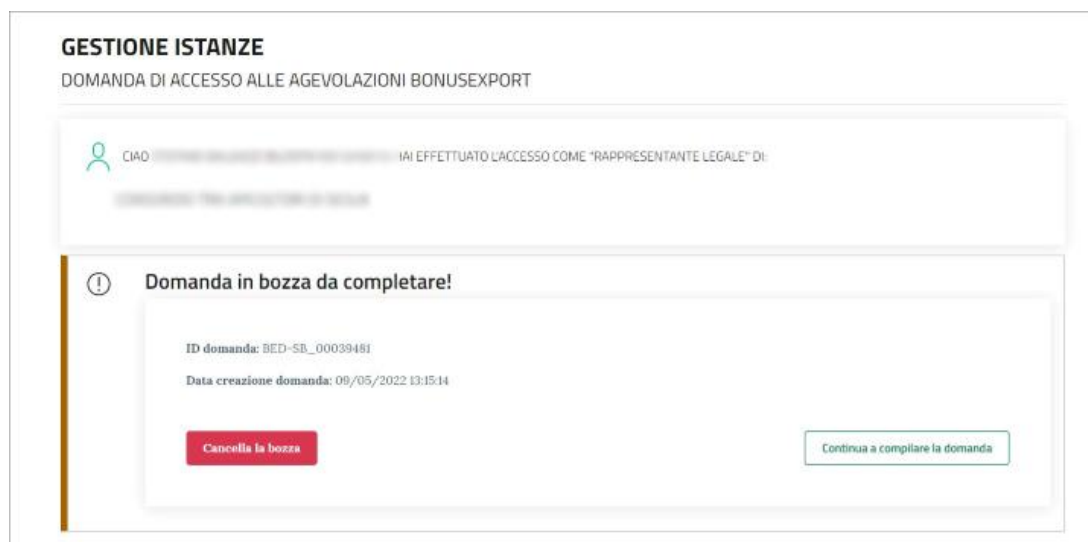 GESTIONE ISTANZE
DOMANDA DI ACCESSO ALLE AGEVOLAZIONI BONUSEXPORT
CIAO IAI EFFETTUATO L'ACCESSO COME "RAPPRESENTANTE LEGALE" DI:
Domanda in bozza da completare!
ID domanda: BED-SB_00039481
Data creazione domanda: 09/05/2022 13:15:14
Cancella la bozza
Continua a compilare la domanda